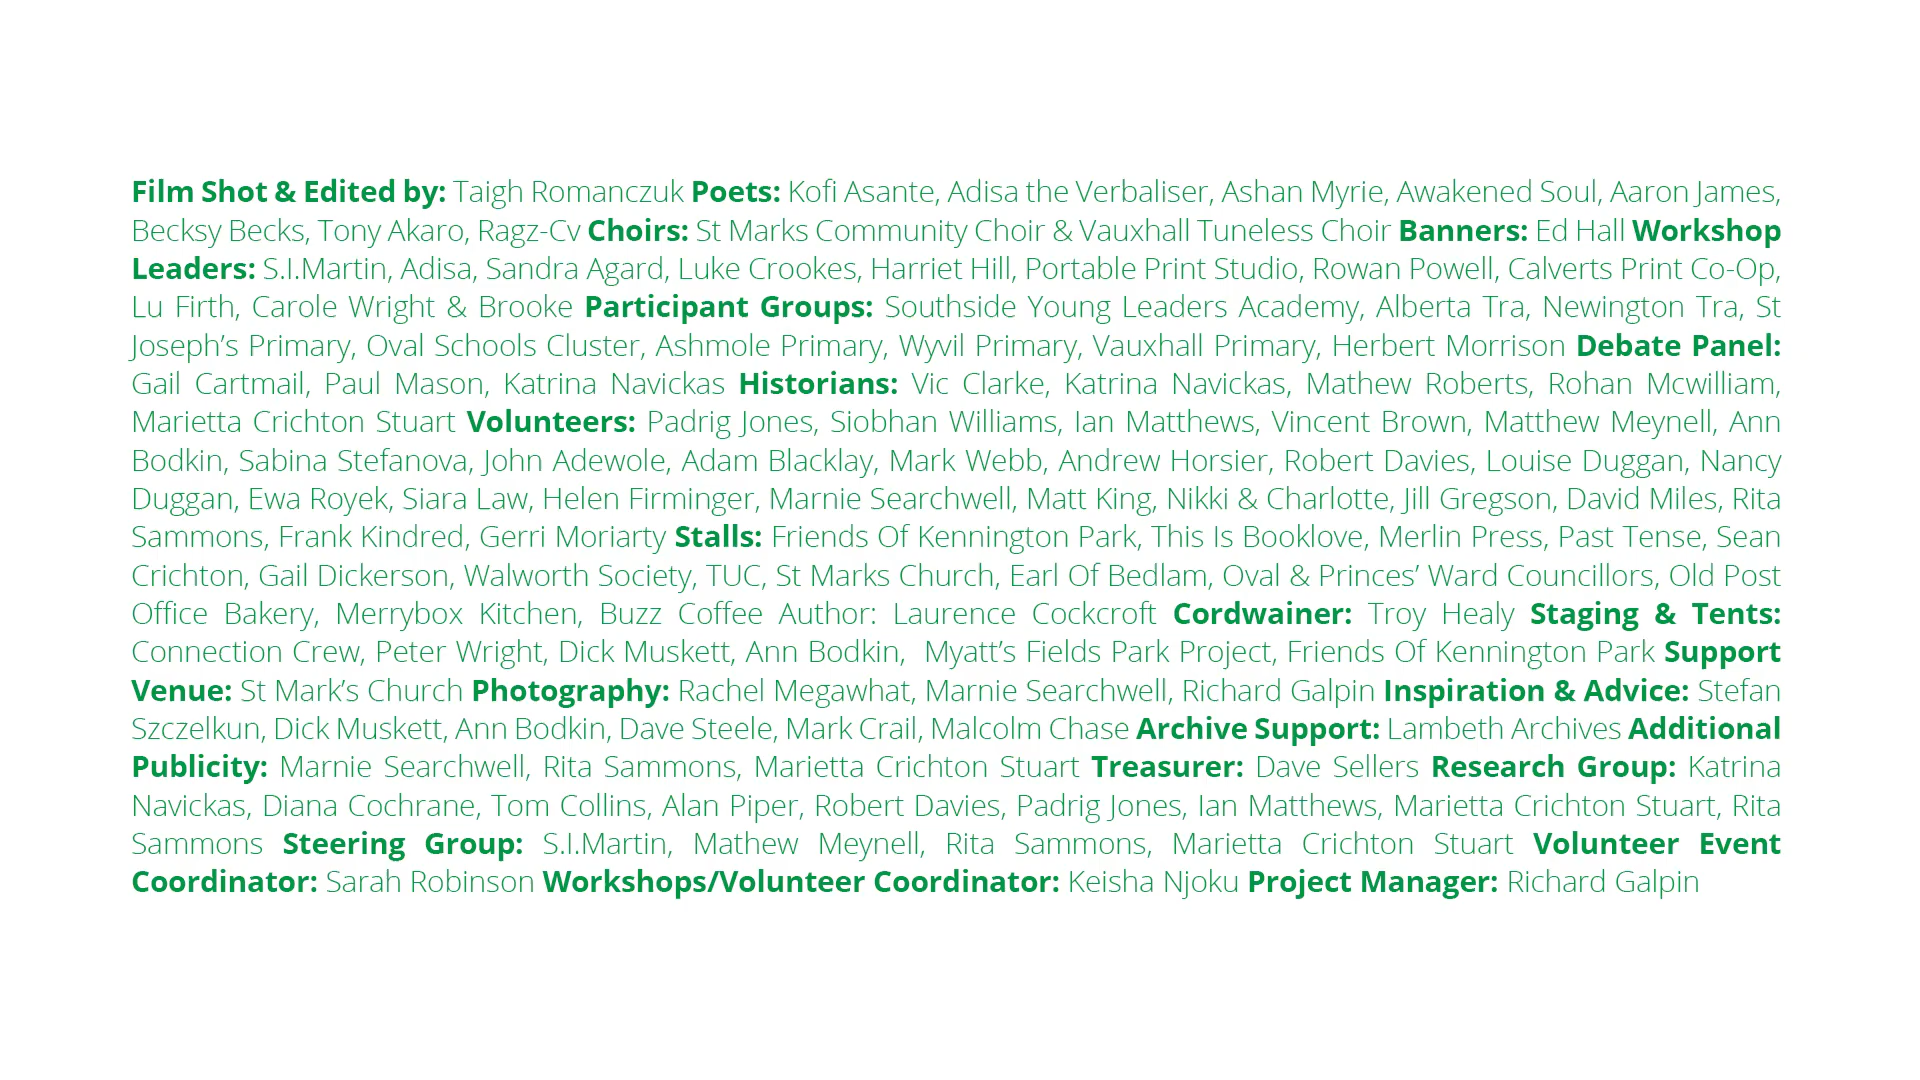 Film Shot & Edited by: Taigh Romanczuk Poets: Kofi Asante, Adisa the Verbaliser, Ashan Myrie, Awakened Soul, Aaron James,
Becksy Becks, Tony Akaro, Ragz-Cv Choirs: St Marks Community Choir & Vauxhall Tuneless Choir Banners: Ed Hall Workshop
Leaders: S.I.Martin, Adisa, Sandra Agard, Luke Crookes, Harriet Hill, Portable Print Studio, Rowan Powell, Calverts Print Co-Op,
Lu Firth, Carole Wright & Brooke Participant Groups: Southside Young Leaders Academy, Alberta Tra, Newington Tra, St
Joseph’s Primary, Oval Schools Cluster, Ashmole Primary, Wyvil Primary, Vauxhall Primary, Herbert Morrison Debate Panel:
Gail Cartmail, Paul Mason, Katrina Navickas Historians: Vic Clarke, Katrina Navickas, Mathew Roberts, Rohan Mcwilliam,
Marietta Crichton Stuart Volunteers: Padrig Jones, Siobhan Williams, Ian Matthews, Vincent Brown, Matthew Meynell, Ann
Bodkin, Sabina Stefanova, John Adewole, Adam Blacklay, Mark Webb, Andrew Horsier, Robert Davies, Louise Duggan, Nancy
Duggan, Ewa Royek, Siara Law, Helen Firminger, Marnie Searchwell, Matt King, Nikki & Charlotte, Jill Gregson, David Miles, Rita
Sammons, Frank Kindred, Gerri Moriarty Stalls: Friends Of Kennington Park, This Is Booklove, Merlin Press, Past Tense, Sean
Crichton, Gail Dickerson, Walworth Society, TUC, St Marks Church, Earl Of Bedlam, Oval & Princes’ Ward Councillors, Old Post
Office Bakery, Merrybox Kitchen, Buzz Coffee Author: Laurence Cockcroft Cordwainer: Troy Healy Staging & Tents:
Connection Crew, Peter Wright, Dick Muskett, Ann Bodkin,  Myatt’s Fields Park Project, Friends Of Kennington Park Support
Venue: St Mark’s Church Photography: Rachel Megawhat, Marnie Searchwell, Richard Galpin Inspiration & Advice: Stefan
Szczelkun, Dick Muskett, Ann Bodkin, Dave Steele, Mark Crail, Malcolm Chase Archive Support: Lambeth Archives Additional
Publicity: Marnie Searchwell, Rita Sammons, Marietta Crichton Stuart Treasurer: Dave Sellers Research Group: Katrina
Navickas, Diana Cochrane, Tom Collins, Alan Piper, Robert Davies, Padrig Jones, Ian Matthews, Marietta Crichton Stuart, Rita
Sammons Steering Group: S.I.Martin, Mathew Meynell, Rita Sammons, Marietta Crichton Stuart Volunteer Event
Coordinator: Sarah Robinson Workshops/Volunteer Coordinator: Keisha Njoku Project Manager: Richard Galpin